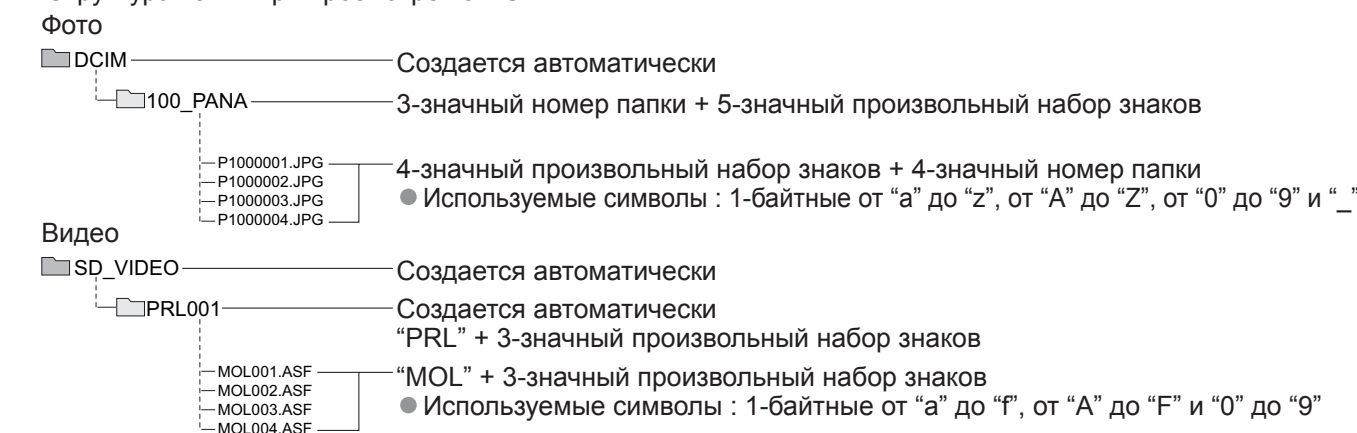 Фото
DCIM Создается автоматически
100_PANA 3-значный номер папки + 5-значный произвольный набор знаков
P1000001.JPG 4-значный произвольный набор знаков + 4-значный номер папки
P1000002.JPG ● Используемые символы : 1-байтные от “a” до “z”, от “A” до “Z”, от “0” до “9” и “_”
P1000003.JPG
P1000004.JPG
Видео
SD_VIDEO Создается автоматически
PRL001 Создается автоматически
“PRL” + 3-значный произвольный набор знаков
MOL001.ASF “MOL” + 3-значный произвольный набор знаков
MOL002.ASF
MOL003.ASF ● Используемые символы : 1-байтные от “a” до “f”, от “A” до “F” и “0” до “9”
MOL004.ASF